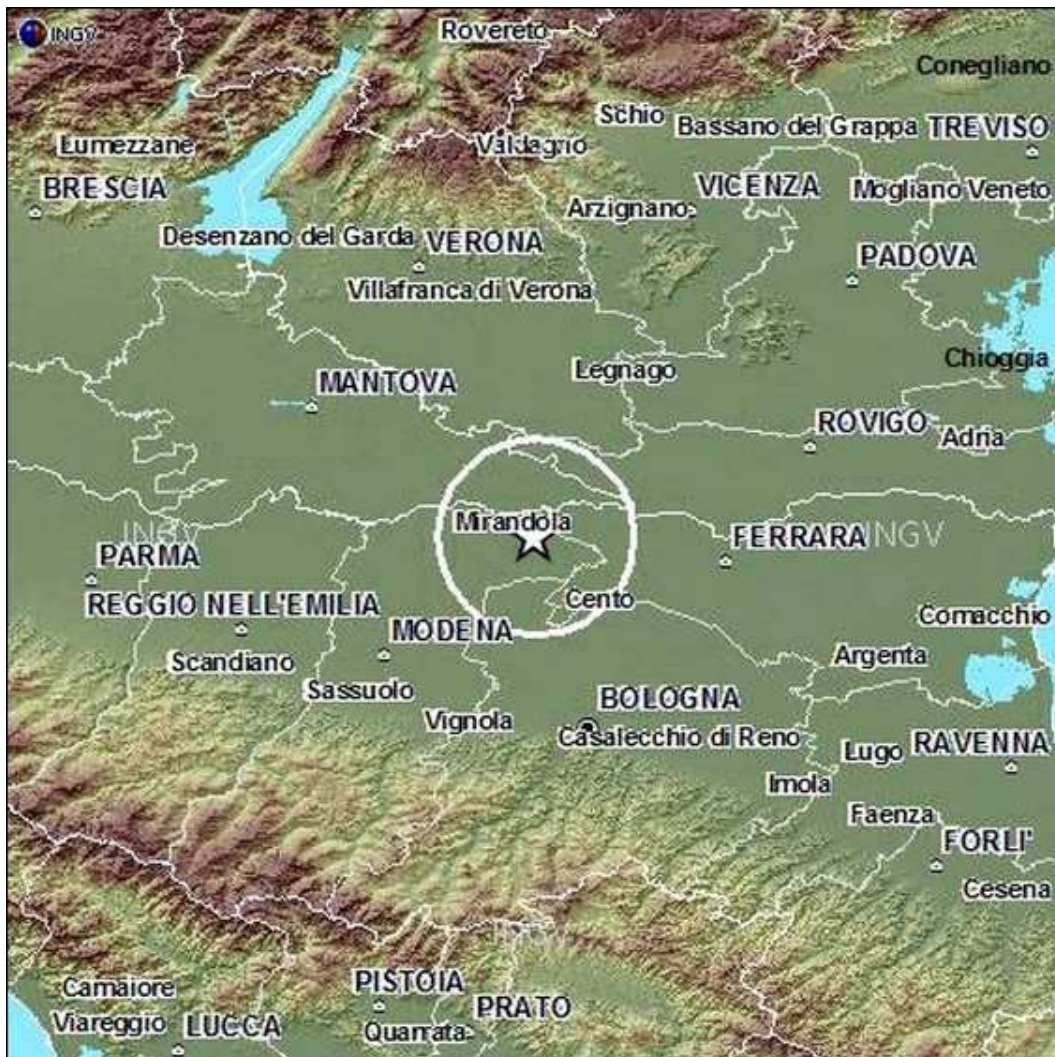 INGV
Rovereto
Conegliano
Schio
Bassano del Grappa
TREVISO
Lumezzane
Valdagno
BRESCIA
VICENZA
Mogliano Veneto
Arzignano
Desenzano del Garda
VERONA
PADOVA
Villafranca di Verona
Chioggia
Legnago
MANTOVA
ROVIGO
Adria
Mirandola
INGV
FERRARA
INGV
PARMA
REGGIO NELL'EMILIA
Cento
Comacchio
MODENA
Scandiano
Argenta
Sassuolo
BOLOGNA
Vignola
Casalecchio di Reno
Lugo
RAVENNA
Imola
Faenza
FORLI'
Cesena
INGV
PISTOIA
Camaiore
PRATO
Viareggio
LUCCA
Quarrata